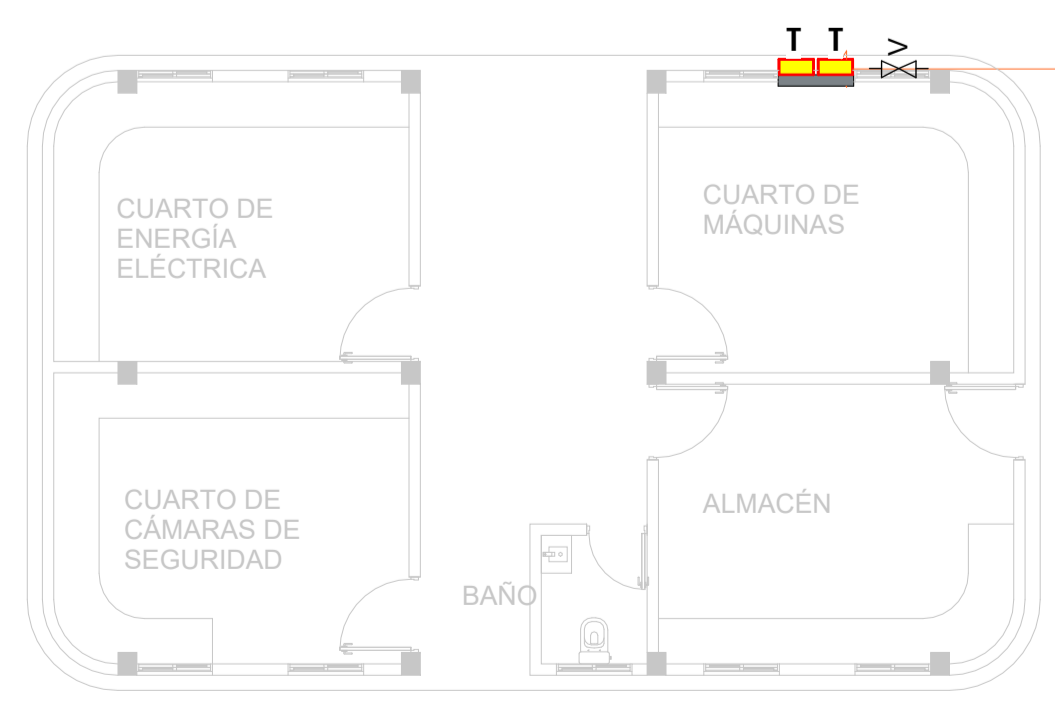 T T >
CUARTO DE
MÁQUINAS
CUARTO DE
ENERGÍA
ELÉCTRICA
CUARTO DE
CÁMARAS DE
SEGURIDAD
ALMACÉN
BAÑO